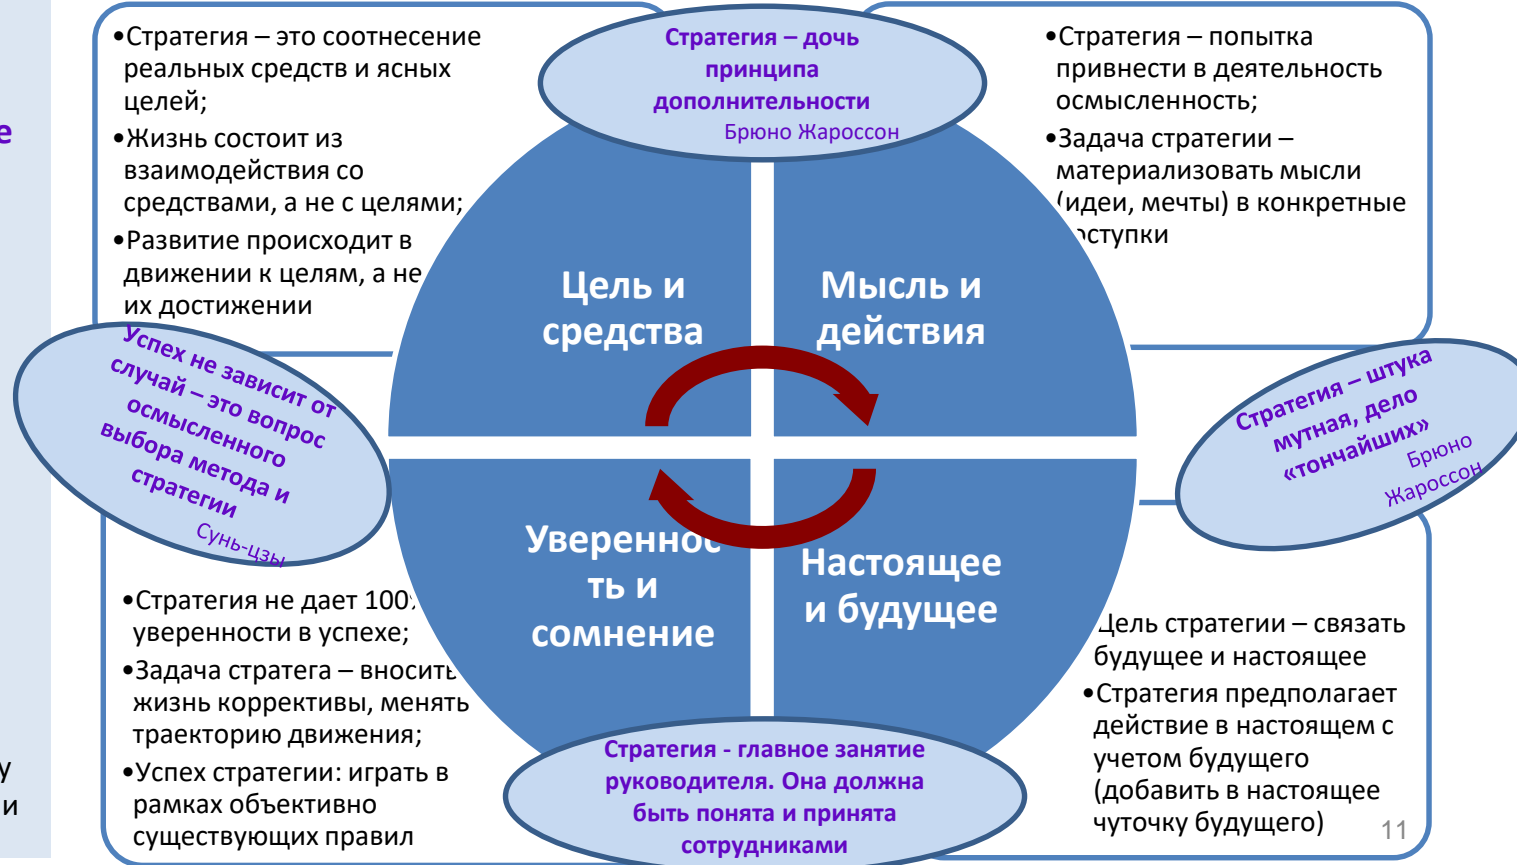 е
у
и
•Стратегия – это соотнесение
реальных средств и ясных
целей;
•Жизнь состоит из
взаимодействия со
средствами, а не с целями;
•Развитие происходит в
движении к целям, а не
их достижении
Стратегия – дочь
принципа
дополнительности
Брюно Жароссон
•Стратегия – попытка
привнести в деятельность
осмысленность;
•Задача стратегии –
материализовать мысли
(идеи, мечты) в конкретные
оступки
Цель и
средства
Мысль и
действия
Успех не зависит от
случай – это вопрос
осмысленного
выбора метода и
стратегии
Сунь-цзы
Стратегия – штука
мутная, дело
«тончайших»
Брюно
Жароссон
Увереннос
ть и
сомнение
Настоящее
и будущее
•Стратегия не дает 100%
уверенности в успехе;
•Задача стратега – вносить
жизнь коррективы, менять
траекторию движения;
•Успех стратегии: играть в
рамках объективно
существующих правил
Стратегия - главное занятие
руководителя. Она должна
быть понята и принята
сотрудниками
Цель стратегии – связать
будущее и настоящее
•Стратегия предполагает
действие в настоящем с
учетом будущего
(добавить в настоящее
чуточку будущего)
11